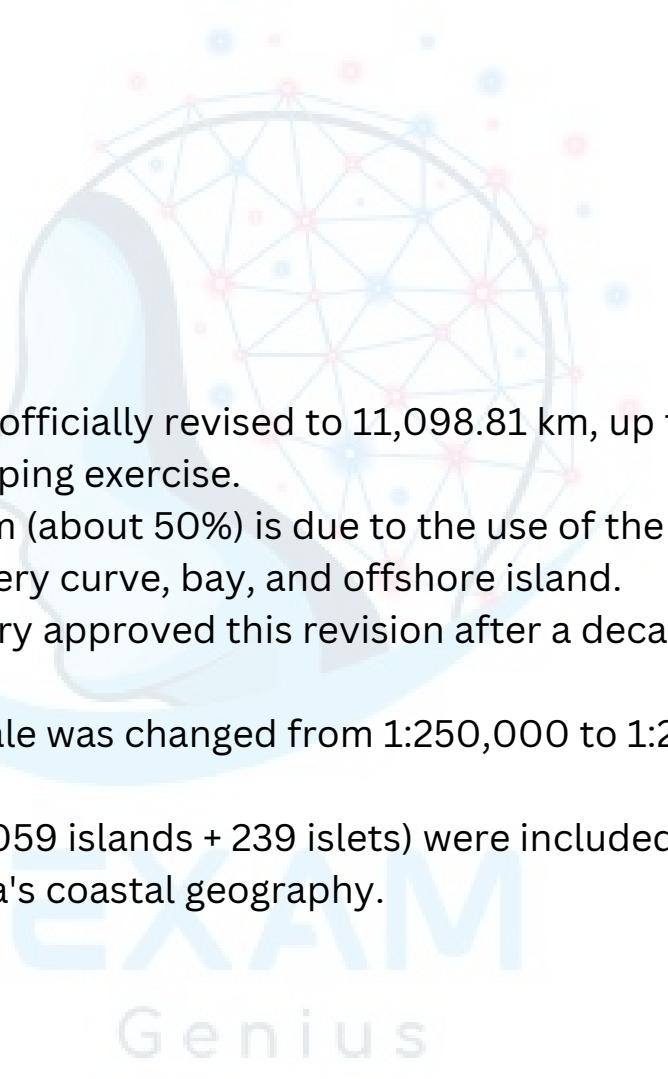 officially revised to 11,098.81 km, up
ping exercise.
(about 50%) is due to the use of the
ery curve, bay, and offshore island.
ry approved this revision after a deca
ale was changed from 1:250,000 to 1:2
059 islands + 239 islets) were included
a's coastal geography.
EXAM
Genius